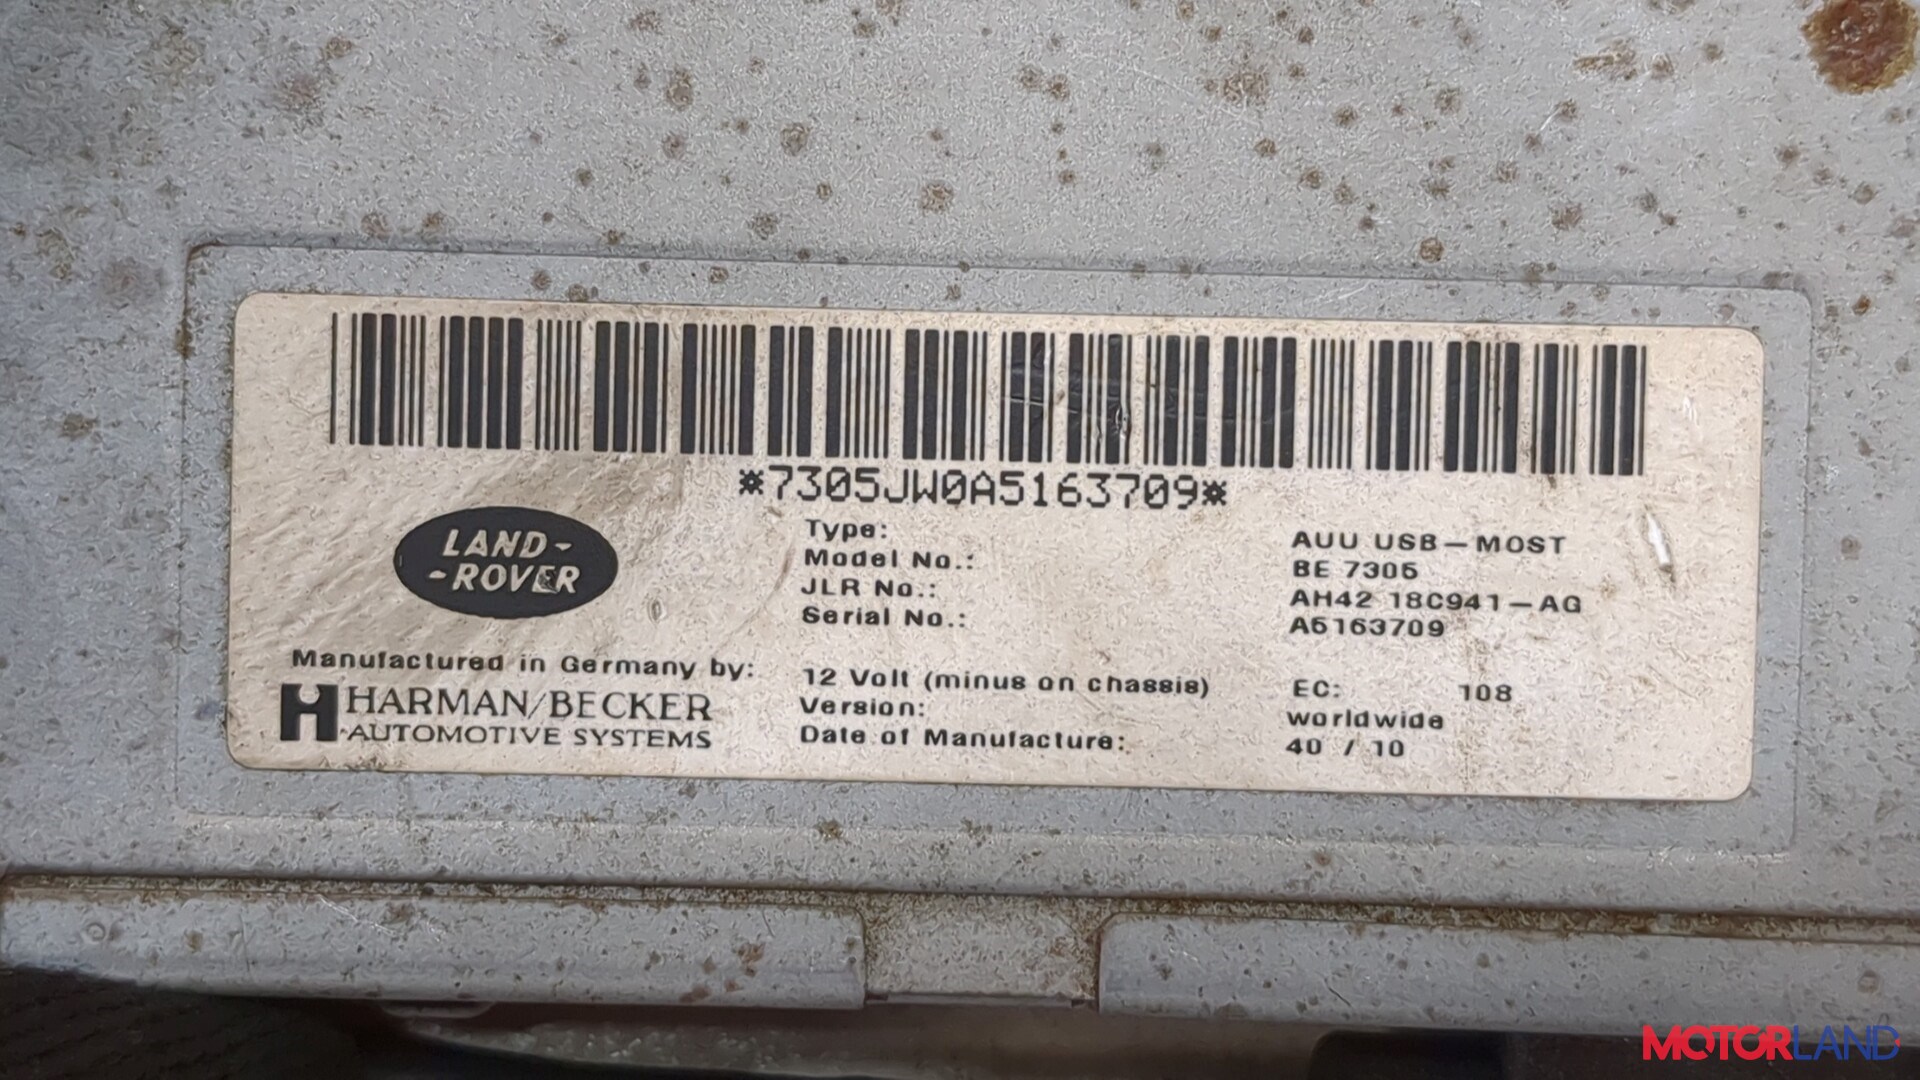 *7305JW0A5163709*
LAND-
-ROVER
Type: AUU USB-MOST
Model No.: BE 7305
JLR No.: AH42 18C941-AG
Serial No.: A5163709
Manufactured in Germany by:
HARMAN/BECKER
AUTOMOTIVE SYSTEMS
12 Volt (minus on chassis) EC: 108
Version: worldwide
Date of Manufacture: 40 / 10
MOTORLAND